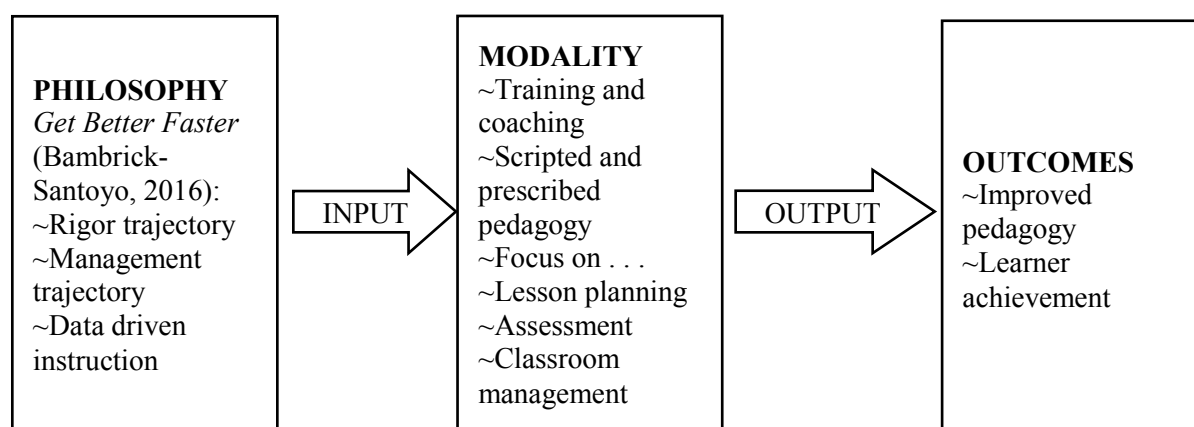 PHILOSOPHY
Get Better Faster
(Bambrick-
Santoyo, 2016):
~Rigor trajectory
~Management
trajectory
~Data driven
instruction
INPUT
MODALITY
~Training and
coaching
~Scripted and
prescribed
pedagogy
~Focus on . . .
~Lesson planning
~Assessment
~Classroom
management
OUTPUT
OUTCOMES
~Improved
pedagogy
~Learner
achievement